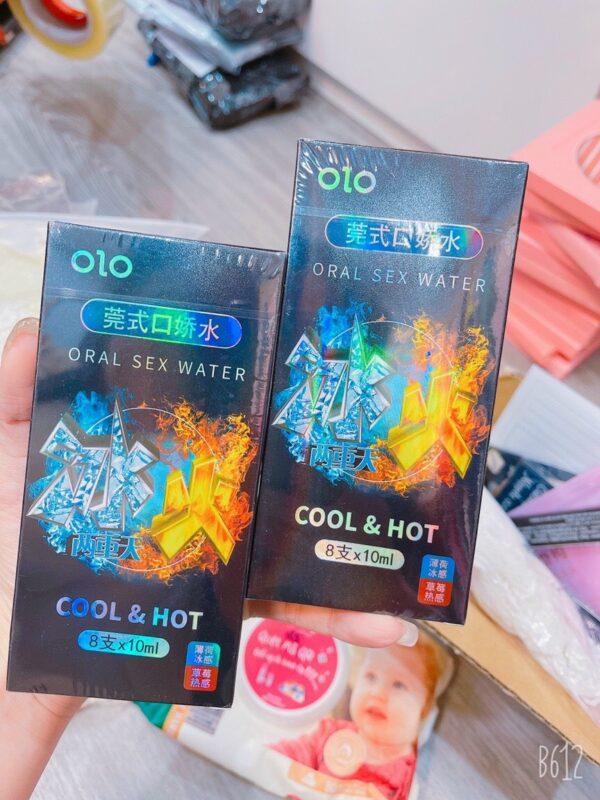 olo
莞式口娇水
ORAL SEX WATER
冰火
两重天
COOL & HOT
8支x10ml
薄荷
冰感
草莓
热感
olo
莞式口娇水
ORAL SEX WATER
冰火
两重天
COOL & HOT
8支x10ml
薄荷
冰感
草莓
热感
B612